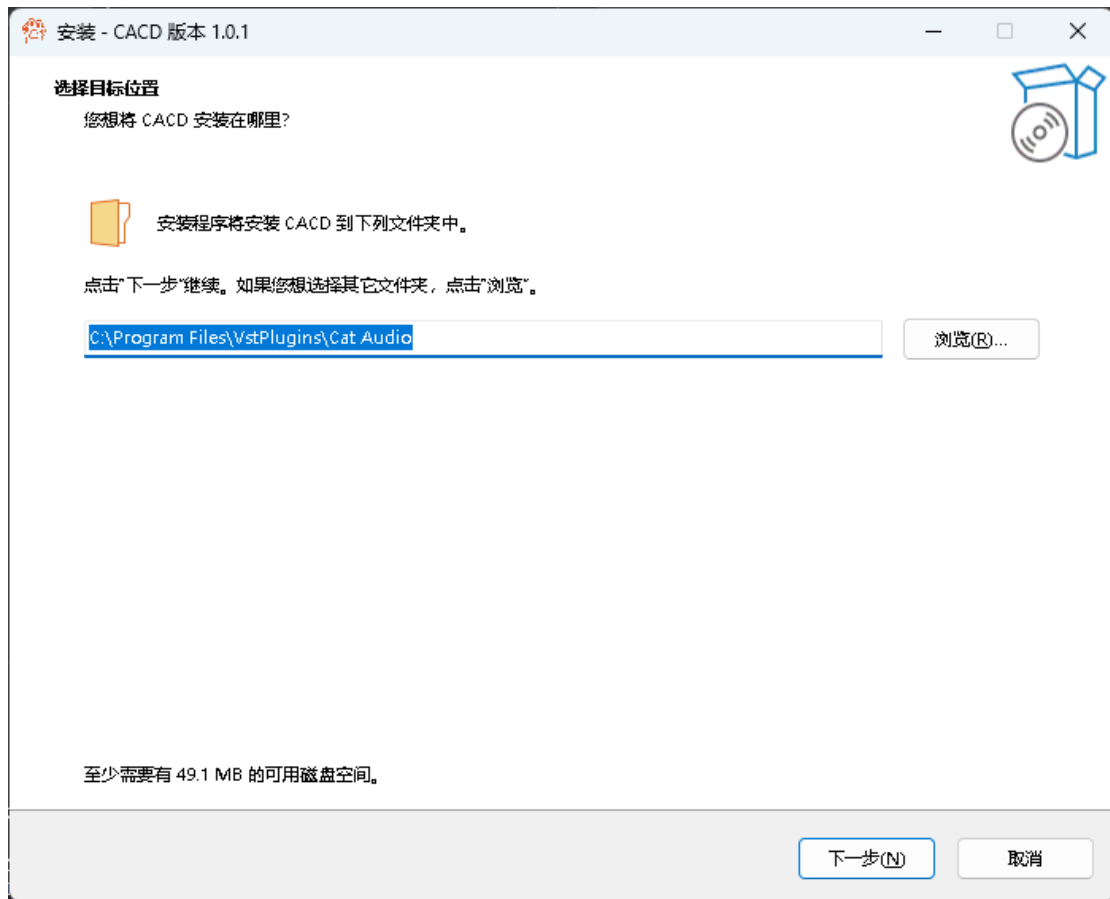 安装 - CACD 版本 1.0.1
选择目标位置
您想将 CACD 安装在哪里?
安装程序将安装 CACD 到下列文件夹中。
点击"下一步"继续。如果您想选择其它文件夹，点击"浏览"。
C:\Program Files\VstPlugins\Cat Audio
浏览(R)...
至少需要有 49.1 MB 的可用磁盘空间。
下一步(N)
取消